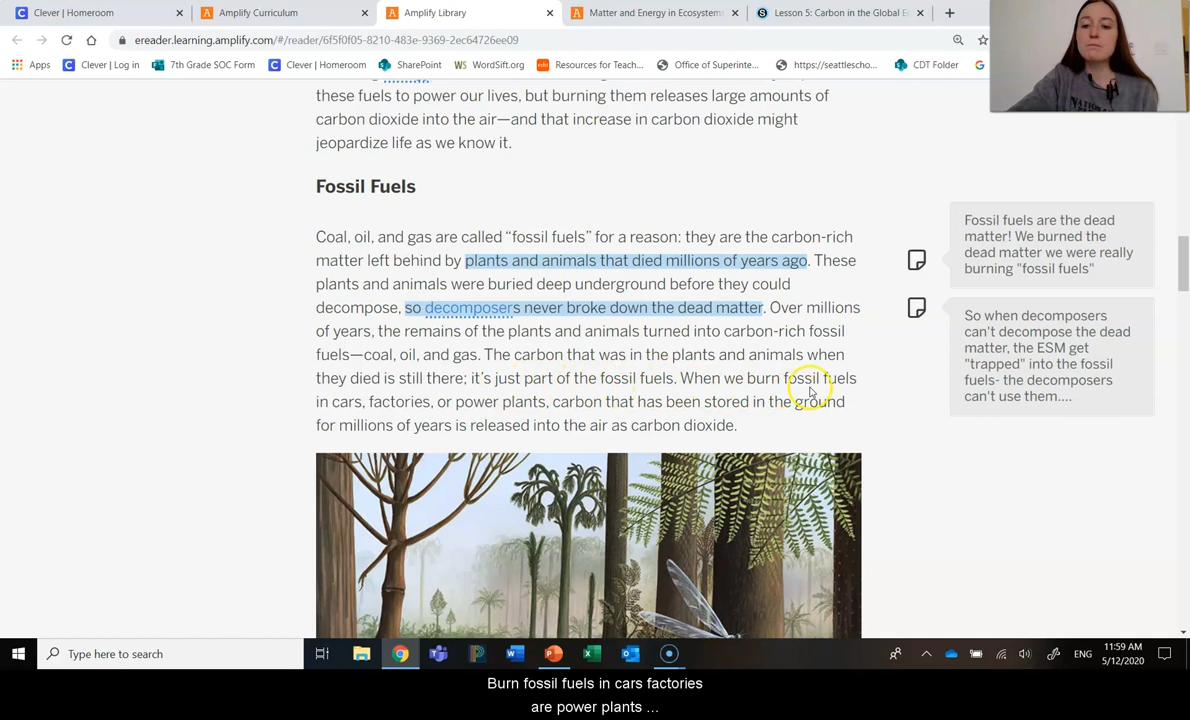 Clever | Homeroom
Amplify Curriculum
Amplify Library
Matter and Energy in Ecosystems
Lesson 5: Carbon in the Global E
ereader.learning.amplify.com/#/reader/6f5f0f05-8210-483e-9369-2ec64726ee09
Apps
Clever | Log in
7th Grade SOC Form
Clever | Homeroom
SharePoint
WordSift.org
Resources for Teach...
Office of Superinte...
https://seattlescho...
CDT Folder
these fuels to power our lives, but burning them releases large amounts of
carbon dioxide into the air—and that increase in carbon dioxide might
jeopardize life as we know it.
Fossil Fuels
Coal, oil, and gas are called “fossil fuels” for a reason: they are the carbon-rich
matter left behind by plants and animals that died millions of years ago. These
plants and animals were buried deep underground before they could
decompose, so decomposers never broke down the dead matter. Over millions
of years, the remains of the plants and animals turned into carbon-rich fossil
fuels—coal, oil, and gas. The carbon that was in the plants and animals when
they died is still there; it’s just part of the fossil fuels. When we burn fossil fuels
in cars, factories, or power plants, carbon that has been stored in the ground
for millions of years is released into the air as carbon dioxide.
Fossil fuels are the dead
matter! We burned the
dead matter we were really
burning "fossil fuels"
So when decomposers
can't decompose the dead
matter, the ESM get
"trapped" into the fossil
fuels- the decomposers
can't use them....
Type here to search
ENG
11:59 AM
5/12/2020
Burn fossil fuels in cars factories
are power plants ...